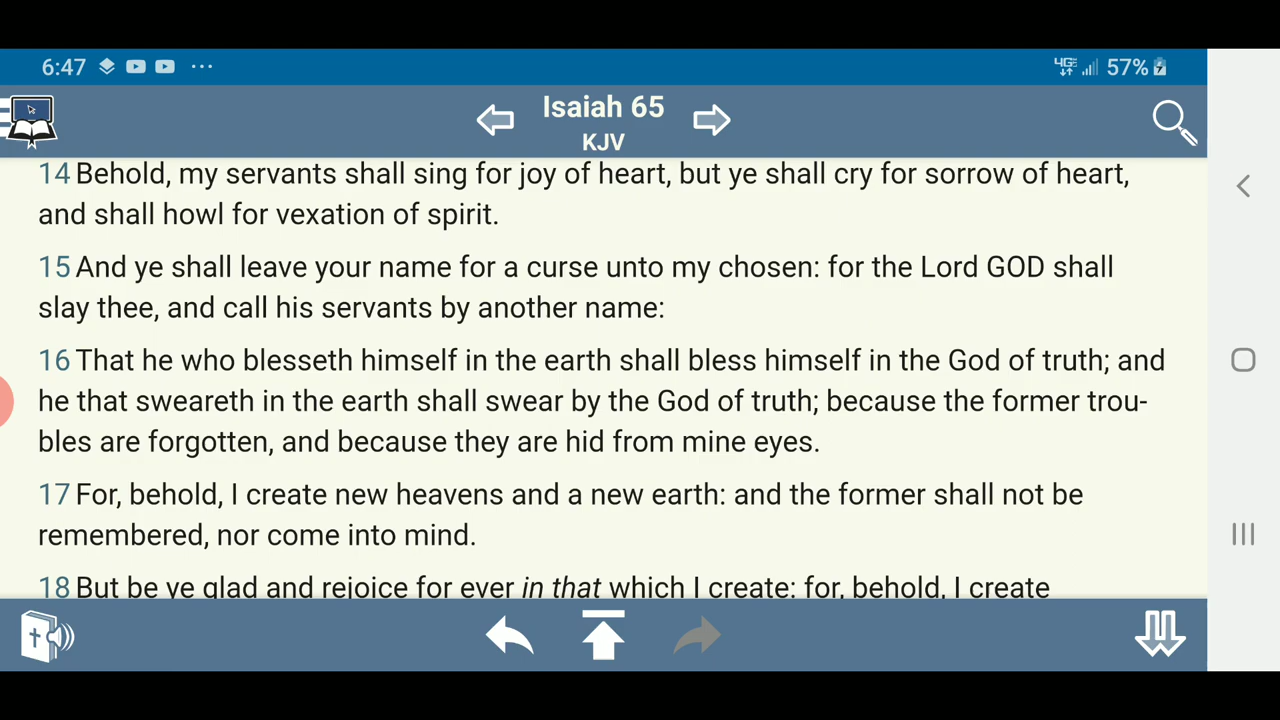 6:47 ... 4GE 57%
Isaiah 65
KJV
14 Behold, my servants shall sing for joy of heart, but ye shall cry for sorrow of heart,
and shall howl for vexation of spirit.
15 And ye shall leave your name for a curse unto my chosen: for the Lord GOD shall
slay thee, and call his servants by another name:
16 That he who blesseth himself in the earth shall bless himself in the God of truth; and
he that sweareth in the earth shall swear by the God of truth; because the former trou-
bles are forgotten, and because they are hid from mine eyes.
17 For, behold, I create new heavens and a new earth: and the former shall not be
remembered, nor come into mind.
18 But be ye glad and rejoice for ever in that which I create: for, behold, I create